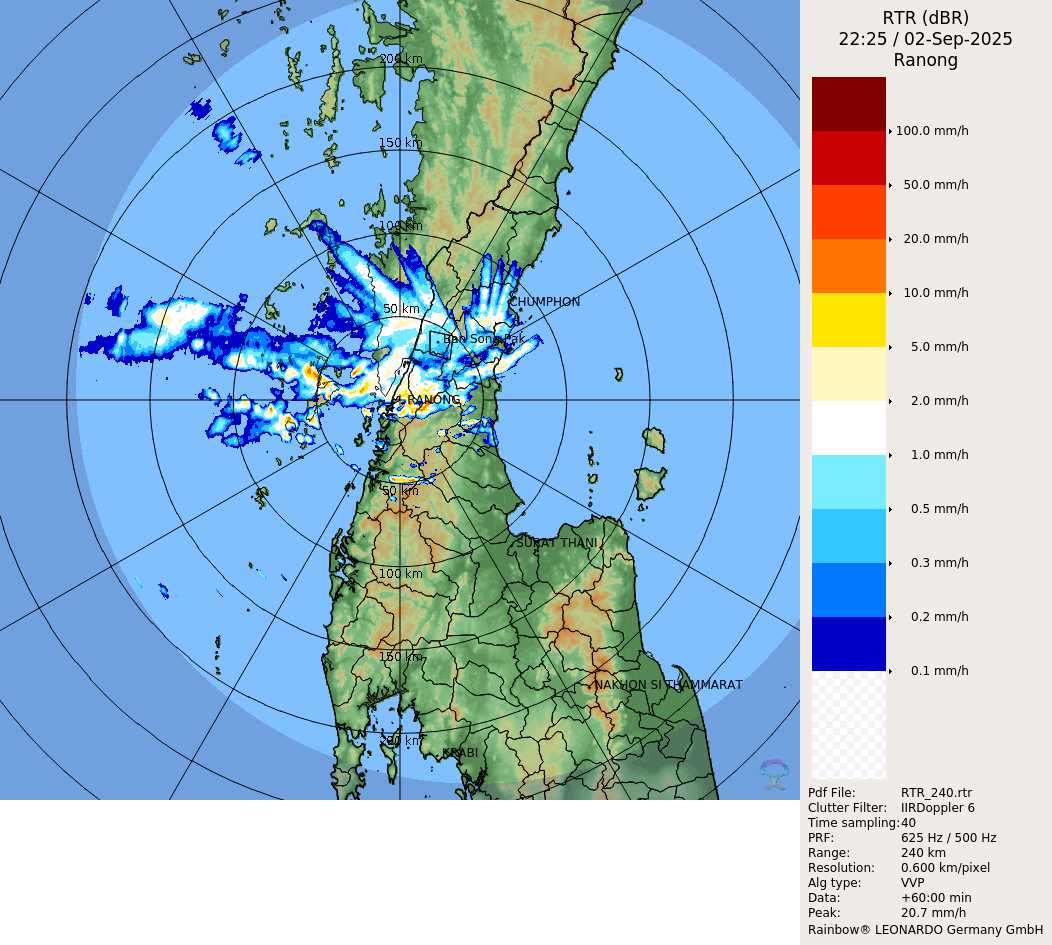 RTR (dBR)
22:25 / 02-Sep-2025
Ranong
200 km
150 km
100 km
50 km
CHUMPHON
Ban Song Pak
RANONG
50 km
SURAT THANI
100 km
150 km
NAKHON SI THAMMARAT
200 km
KRABI
100.0 mm/h
50.0 mm/h
20.0 mm/h
10.0 mm/h
5.0 mm/h
2.0 mm/h
1.0 mm/h
0.5 mm/h
0.3 mm/h
0.2 mm/h
0.1 mm/h
Pdf File: RTR_240.rtr
Clutter Filter: IIRDoppler 6
Time sampling:40
PRF: 625 Hz / 500 Hz
Range: 240 km
Resolution: 0.600 km/pixel
Alg type: VVP
Data: +60:00 min
Peak: 20.7 mm/h
Rainbow® LEONARDO Germany GmbH